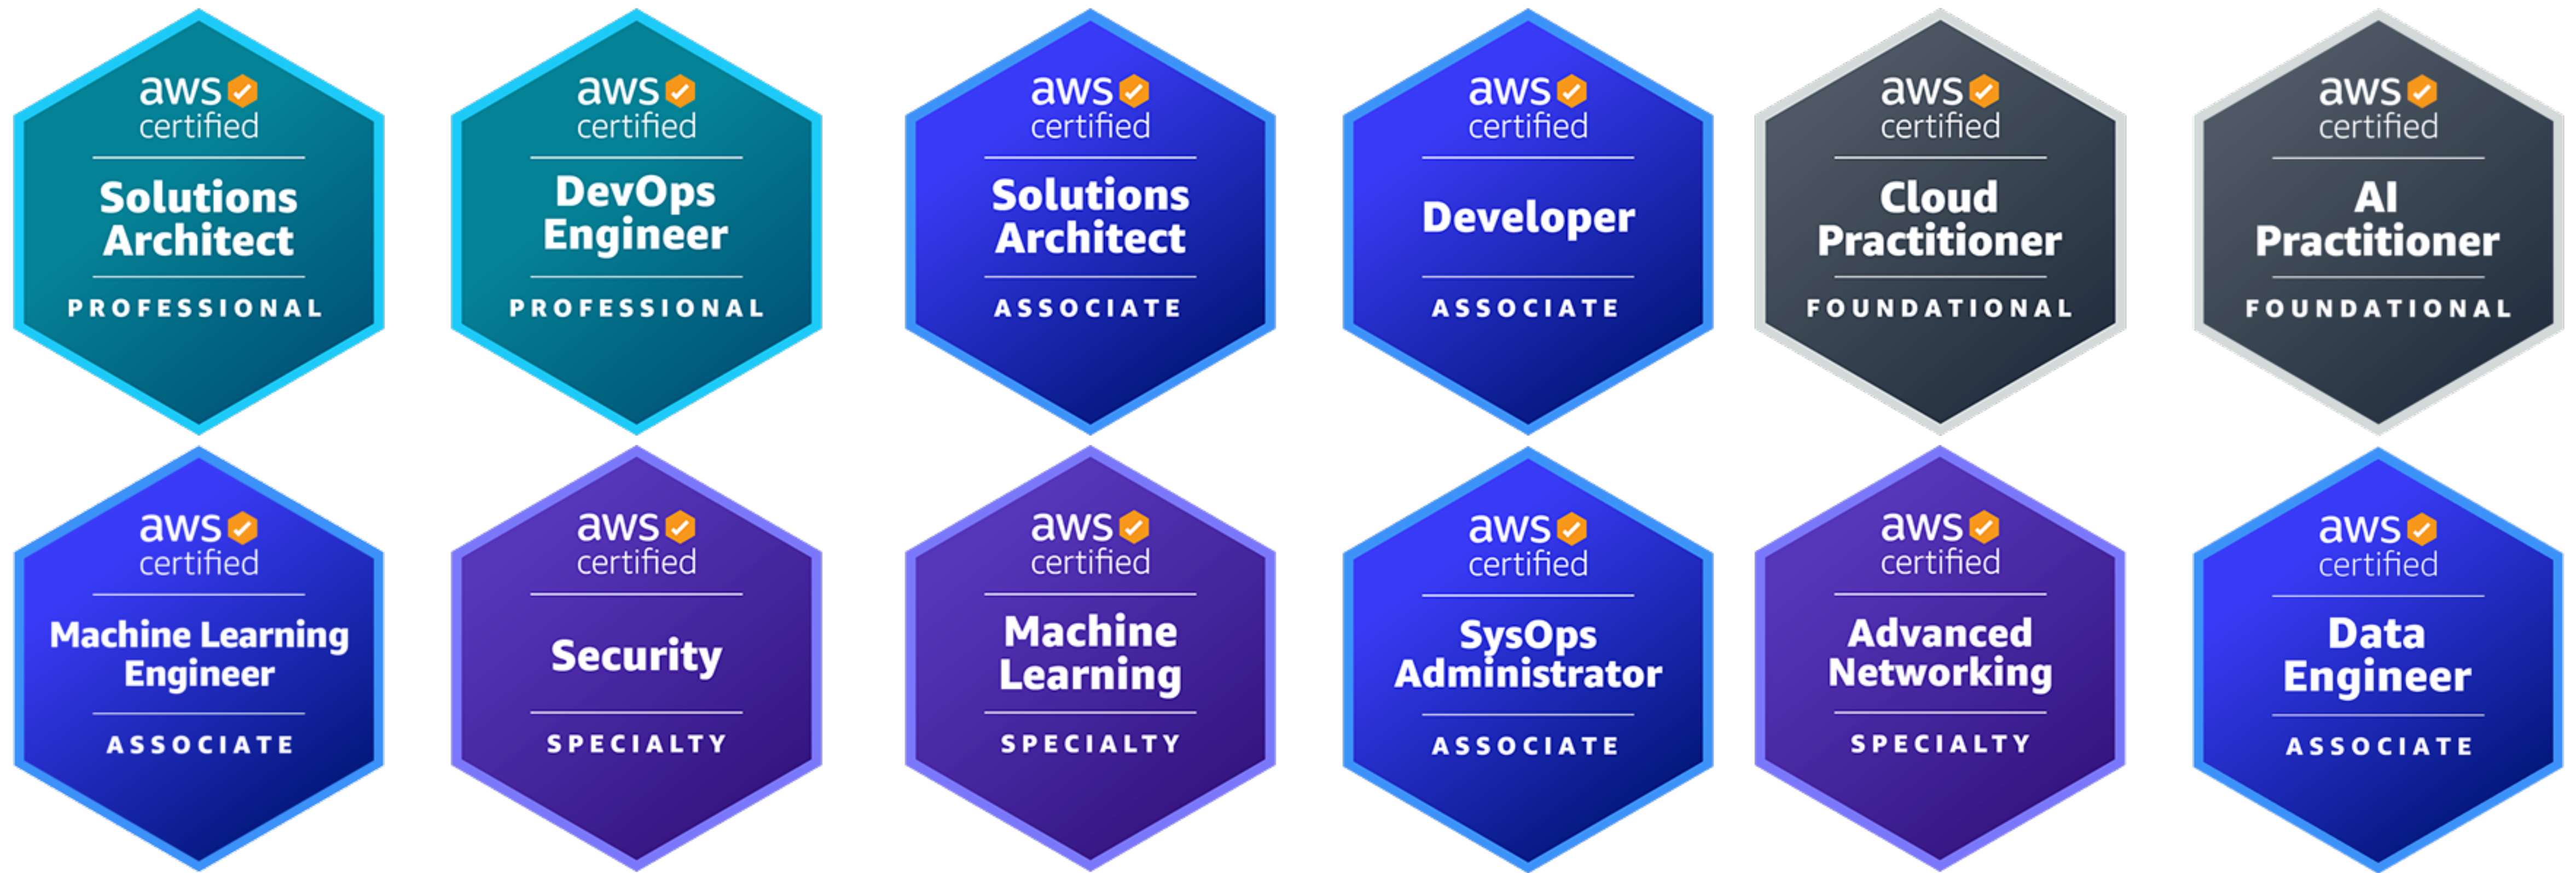 aws
certified
Solutions
Architect
PROFESSIONAL
aws
certified
DevOps
Engineer
PROFESSIONAL
aws
certified
Solutions
Architect
ASSOCIATE
aws
certified
Developer
ASSOCIATE
aws
certified
Cloud
Practitioner
FOUNDATIONAL
aws
certified
AI
Practitioner
FOUNDATIONAL
aws
certified
Machine Learning
Engineer
ASSOCIATE
aws
certified
Security
SPECIALTY
aws
certified
Machine
Learning
SPECIALTY
aws
certified
SysOps
Administrator
ASSOCIATE
aws
certified
Advanced
Networking
SPECIALTY
aws
certified
Data
Engineer
ASSOCIATE